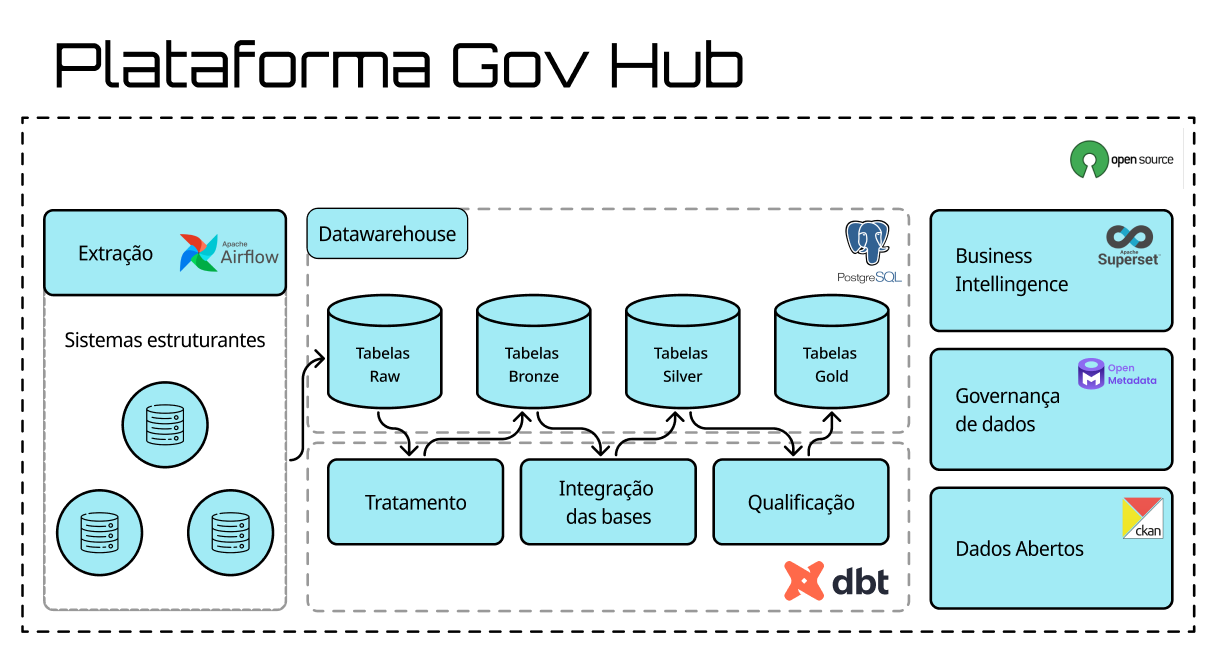 Plataforma Gov Hub
open source
Extração
Apache
Airflow
Sistemas estruturantes
Datawarehouse
PostgreSQL
Tabelas
Raw
Tabelas
Bronze
Tabelas
Silver
Tabelas
Gold
Tratamento
Integração
das bases
Qualificação
dbt
Business
Intellingence
Apache
Superset
Governança
de dados
Open
Metadata
Dados Abertos
ckan